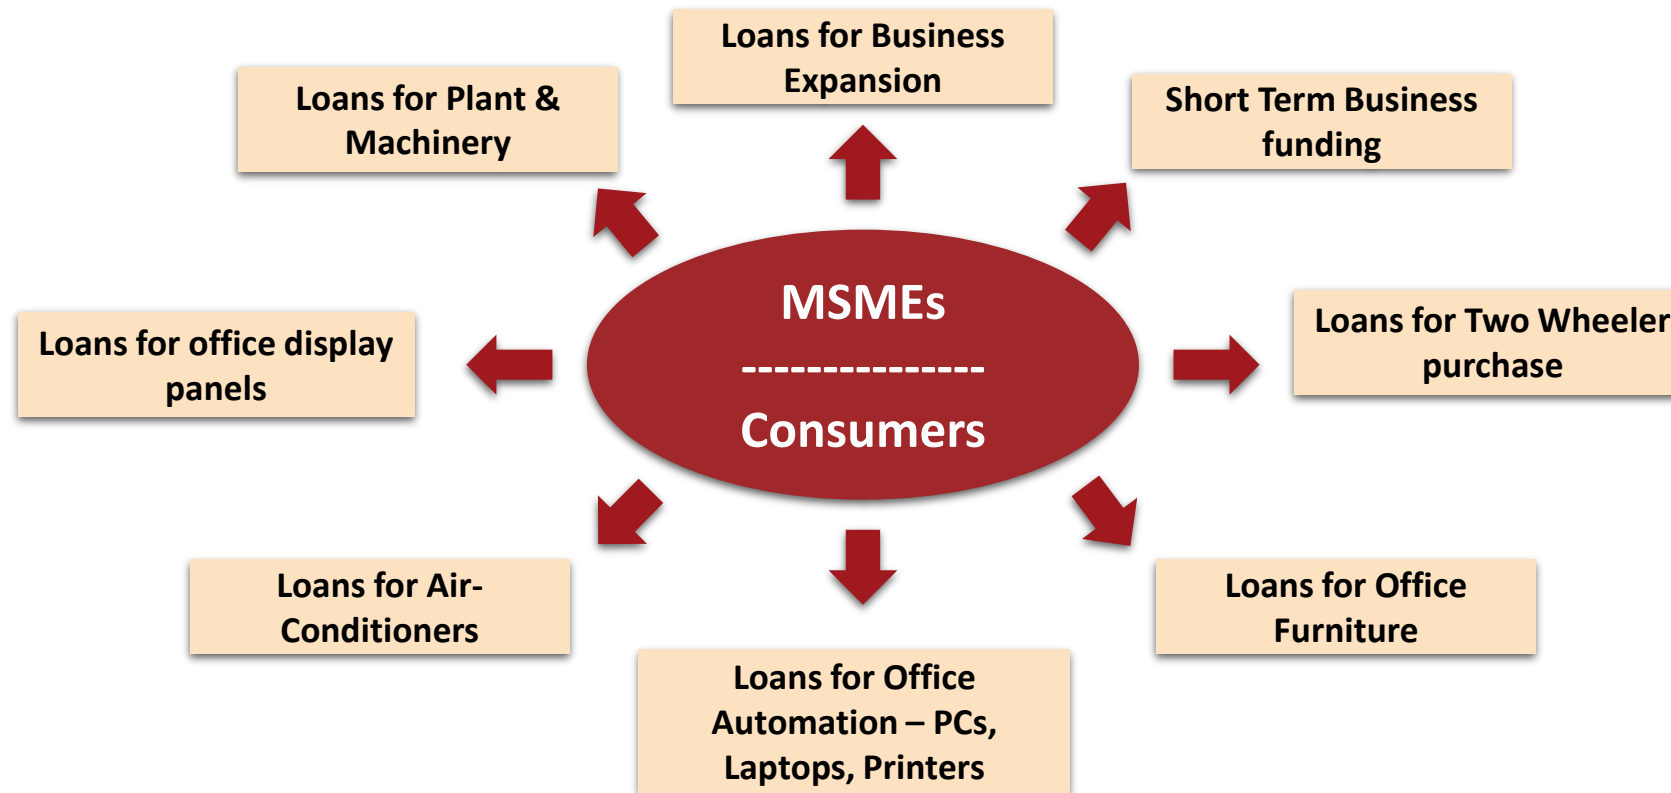 Loans for Business
Expansion
Loans for Plant &
Machinery
Short Term Business
funding
MSMEs
---------------
Consumers
Loans for office display
panels
Loans for Two Wheeler
purchase
Loans for Air-
Conditioners
Loans for Office
Furniture
Loans for Office
Automation – PCs,
Laptops, Printers